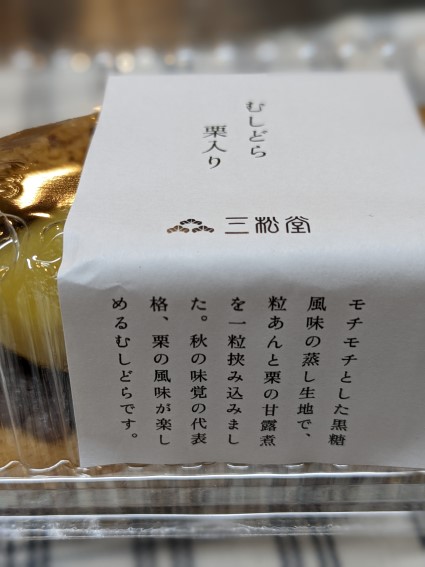 むしどら
栗入り
三松堂
モチモチとした黒糖
風味の蒸し生地で、
粒あんと栗の甘露煮
を一粒挟み込みまし
た。秋の味覚の代表
格、栗の風味が楽し
めるむしどらです。